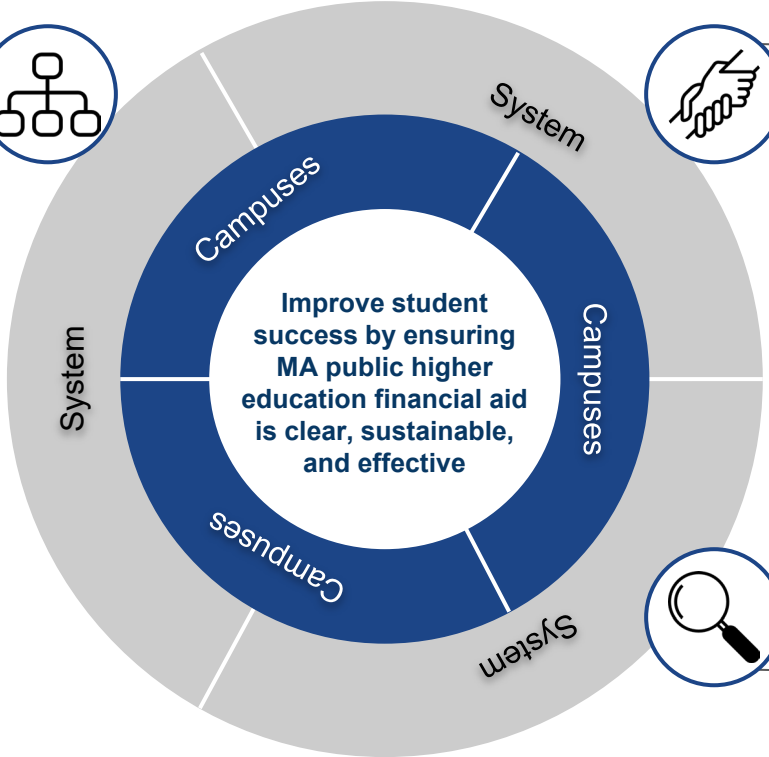 System
Campuses
System
Campuses
Improve student
success by ensuring
MA public higher
education financial aid
is clear, sustainable,
and effective
Campuses
System